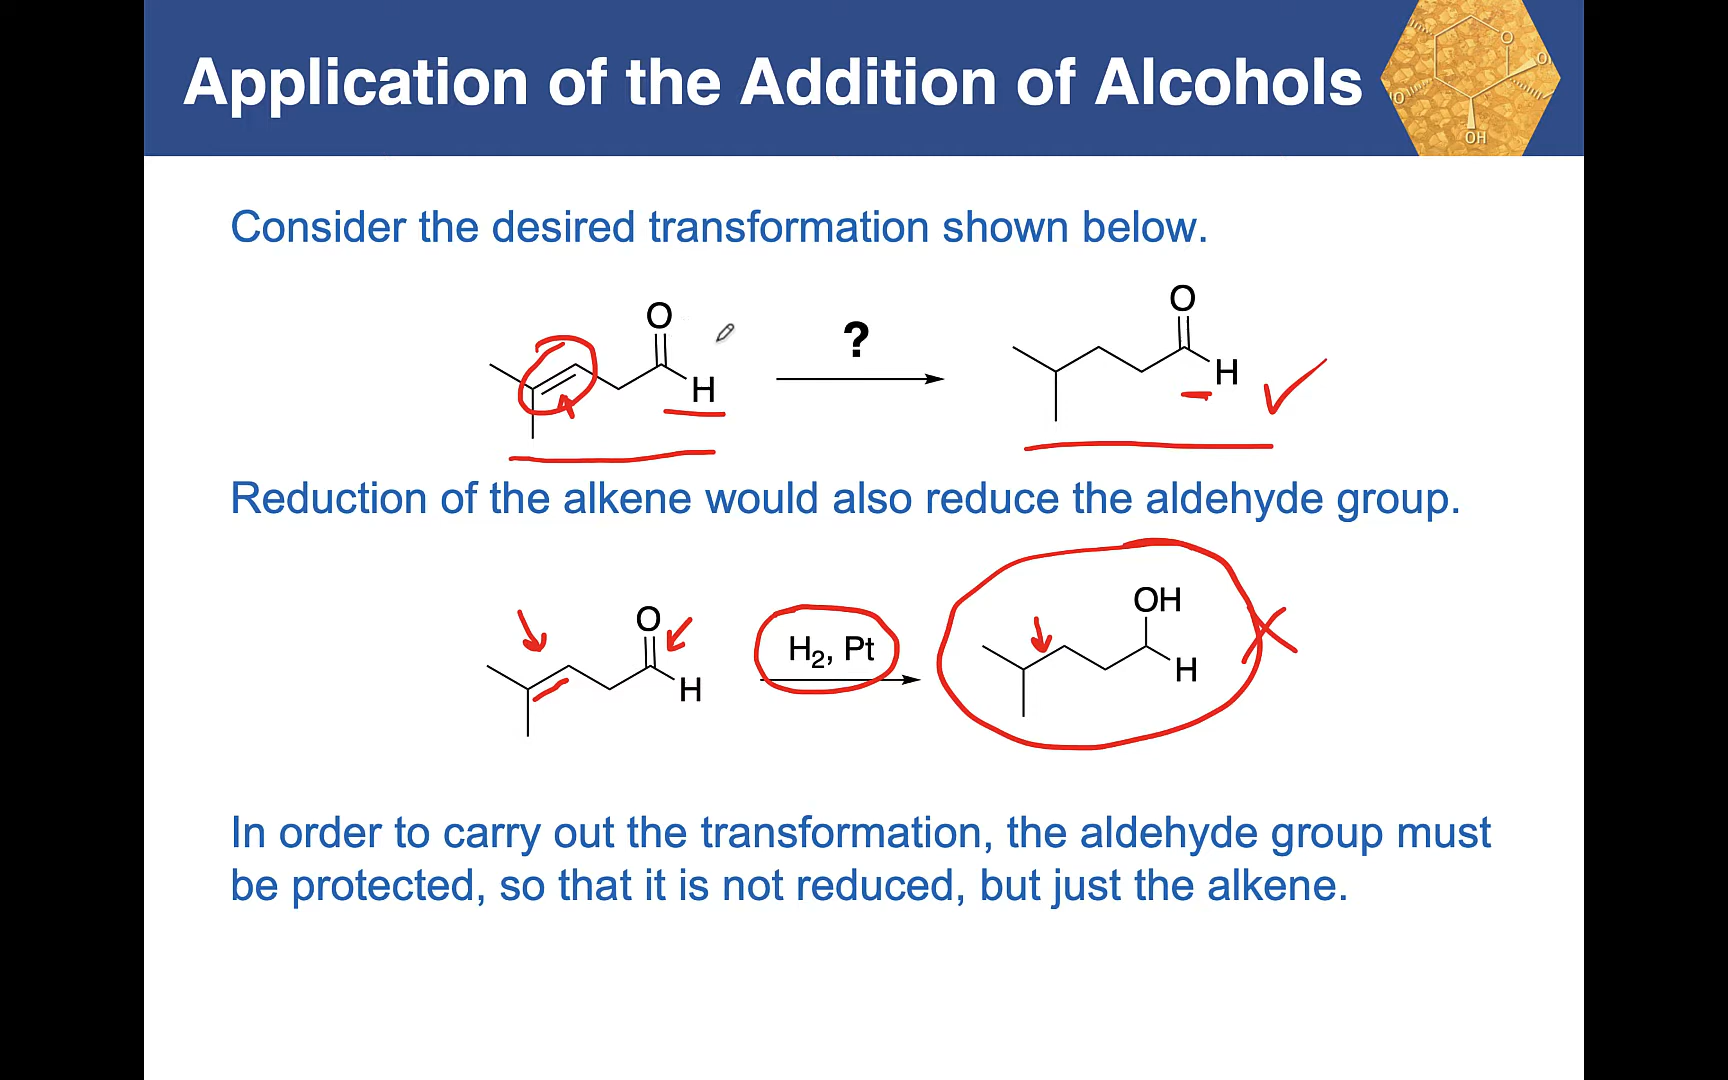 Application of the Addition of Alcohols
O
O
O
OH
Consider the desired transformation shown below.
O
H
?
O
H
Reduction of the alkene would also reduce the aldehyde group.
O
H
H₂, Pt
OH
H
In order to carry out the transformation, the aldehyde group must
be protected, so that it is not reduced, but just the alkene.